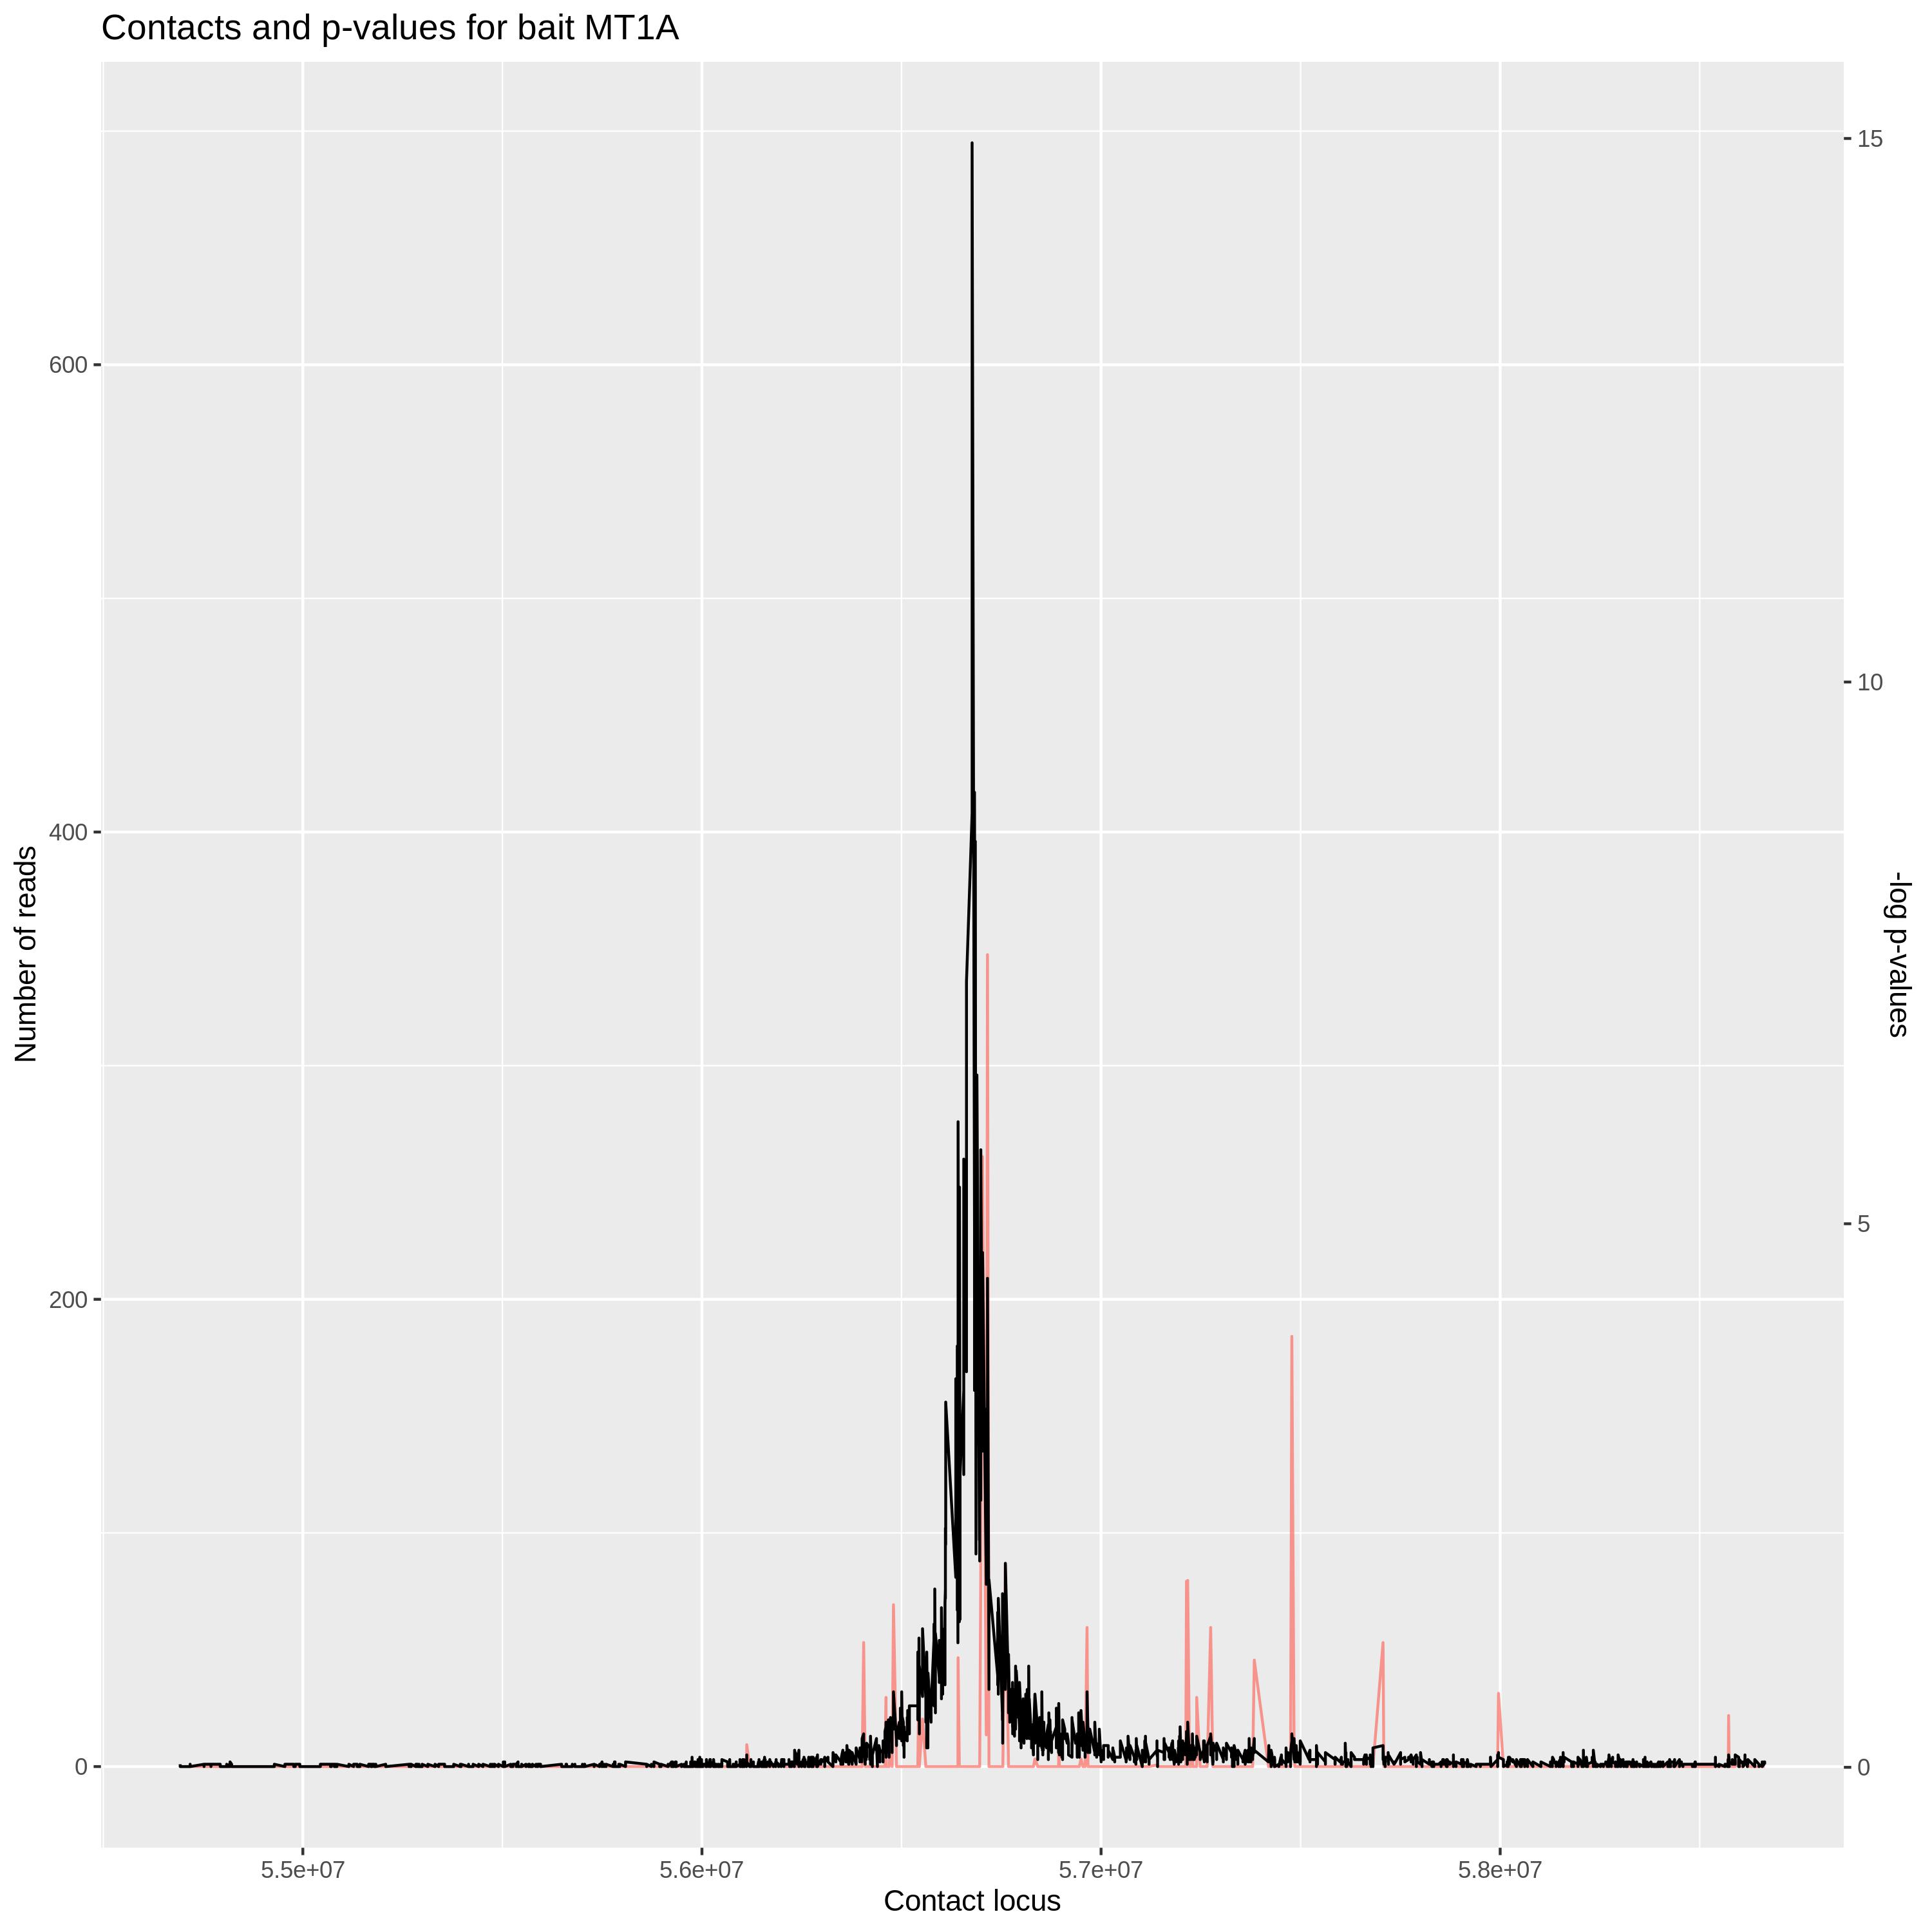 Contacts and p-values for bait MT1A
15
600
10
400
Number of reads
-log p-values
5
200
0
0
5.5e+07
5.6e+07
5.7e+07
5.8e+07
Contact locus